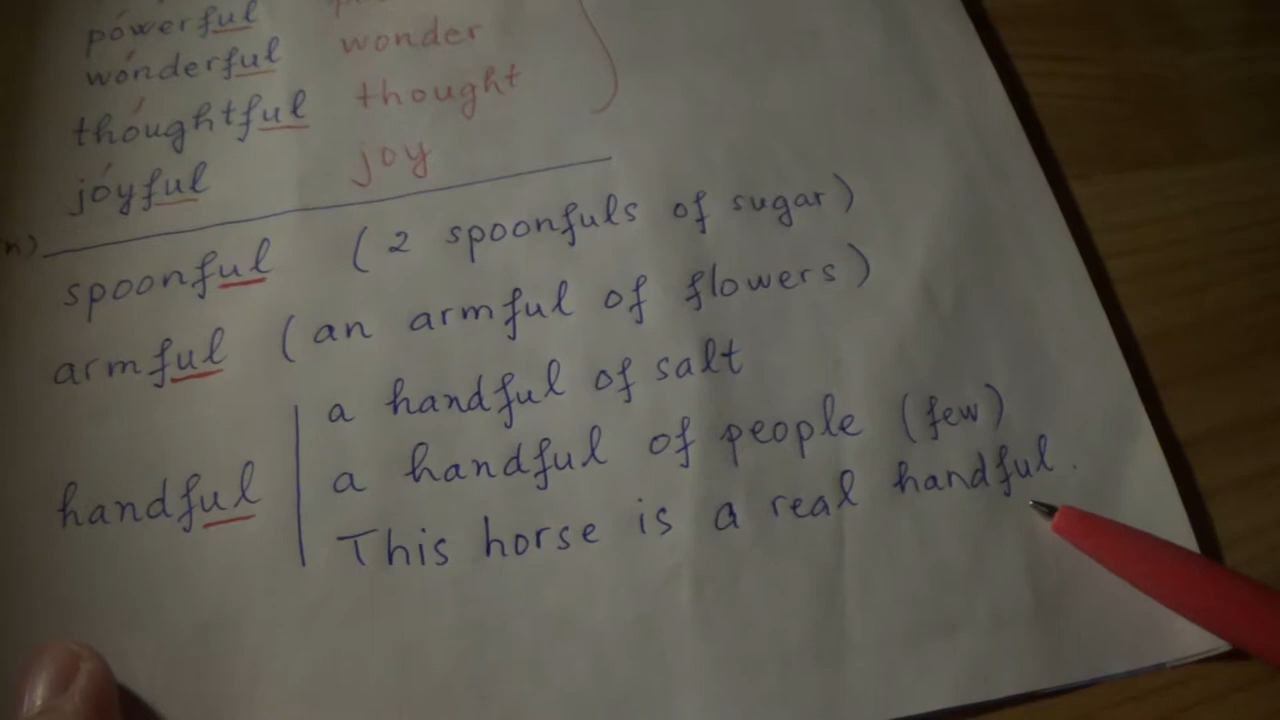 powerful
wonderful wonder
thoughtful thought
joyful joy
spoonful (2 spoonfuls of sugar)
armful (an armful of flowers)
a handful of salt
handful a handful of people (few)
This horse is a real handful.